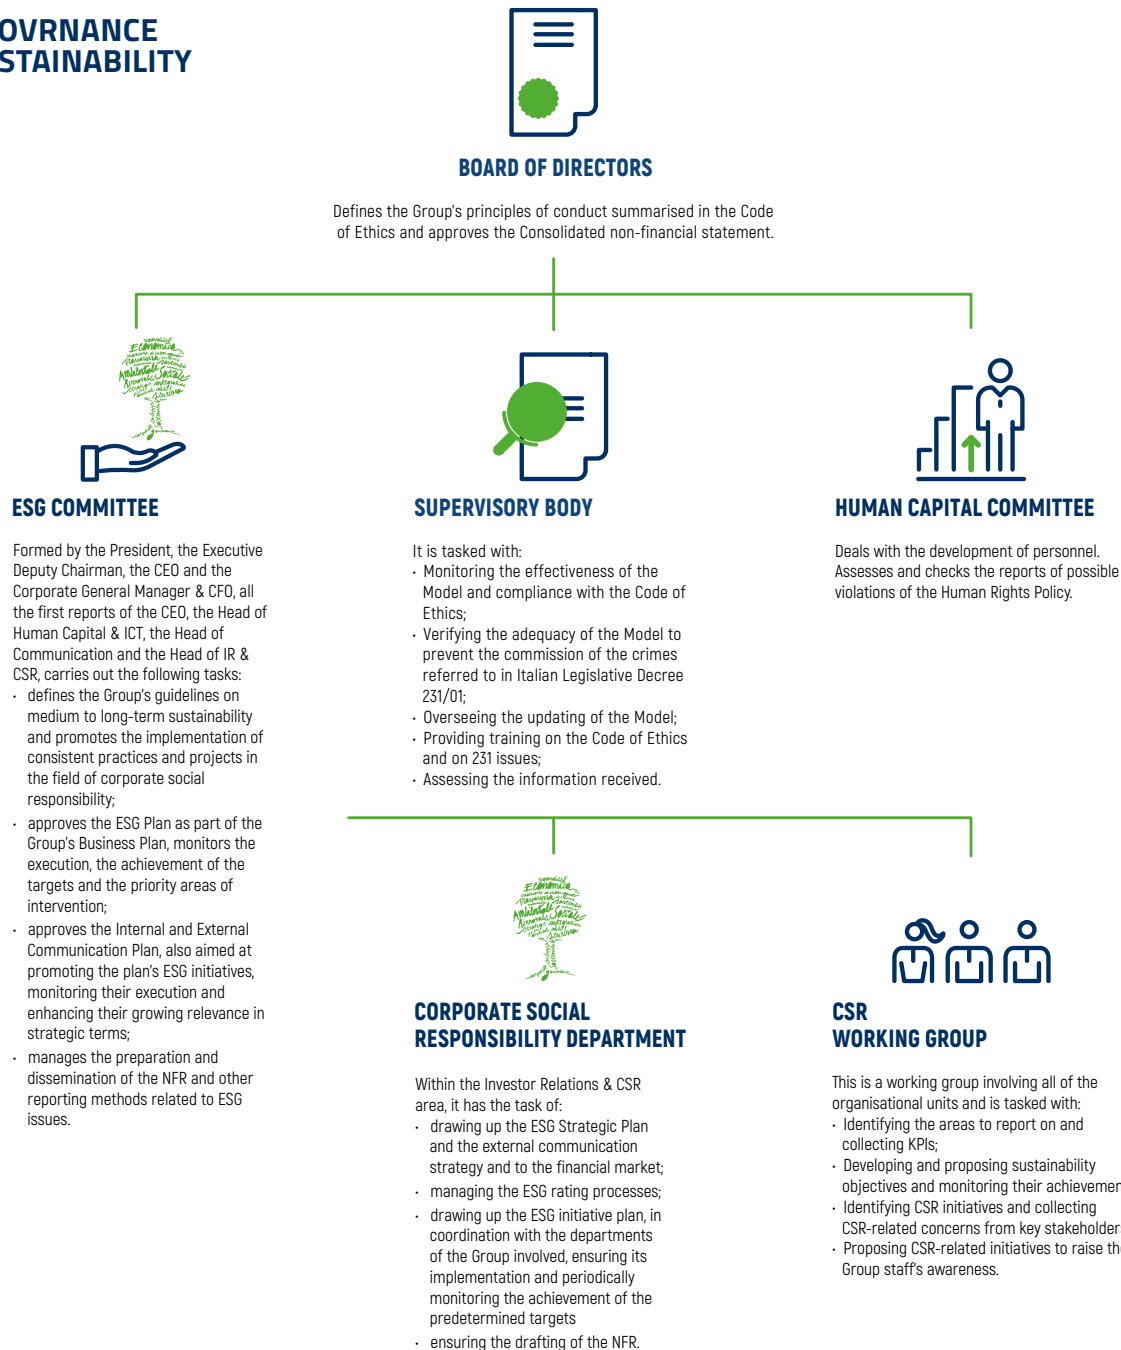 OVRNANCE
STAINABILITY
BOARD OF DIRECTORS
Defines the Group's principles of conduct summarised in the Code
of Ethics and approves the Consolidated non-financial statement.
ESG COMMITTEE
Formed by the President, the Executive
Deputy Chairman, the CEO and the
Corporate General Manager & CFO, all
the first reports of the CEO, the Head of
Human Capital & ICT, the Head of
Communication and the Head of IR &
CSR, carries out the following tasks:
· defines the Group's guidelines on
medium to long-term sustainability
and promotes the implementation of
consistent practices and projects in
the field of corporate social
responsibility;
· approves the ESG Plan as part of the
Group's Business Plan, monitors the
execution, the achievement of the
targets and the priority areas of
intervention;
· approves the Internal and External
Communication Plan, also aimed at
promoting the plan's ESG initiatives,
monitoring their execution and
enhancing their growing relevance in
strategic terms;
· manages the preparation and
dissemination of the NFR and other
reporting methods related to ESG
issues.
SUPERVISORY BODY
It is tasked with:
· Monitoring the effectiveness of the
Model and compliance with the Code of
Ethics;
· Verifying the adequacy of the Model to
prevent the commission of the crimes
referred to in Italian Legislative Decree
231/01;
· Overseeing the updating of the Model;
· Providing training on the Code of Ethics
and on 231 issues;
· Assessing the information received.
HUMAN CAPITAL COMMITTEE
Deals with the development of personnel.
Assesses and checks the reports of possible
violations of the Human Rights Policy.
Economica
Ambientale Sociale
CORPORATE SOCIAL
RESPONSIBILITY DEPARTMENT
Within the Investor Relations & CSR
area, it has the task of:
· drawing up the ESG Strategic Plan
and the external communication
strategy and to the financial market;
· managing the ESG rating processes;
· drawing up the ESG initiative plan, in
coordination with the departments
of the Group involved, ensuring its
implementation and periodically
monitoring the achievement of the
predetermined targets
· ensuring the drafting of the NFR.
CSR
WORKING GROUP
This is a working group involving all of the
organisational units and is tasked with:
· Identifying the areas to report on and
collecting KPIs;
· Developing and proposing sustainability
objectives and monitoring their achievemen
· Identifying CSR initiatives and collecting
CSR-related concerns from key stakeholder
· Proposing CSR-related initiatives to raise th
Group staff's awareness.